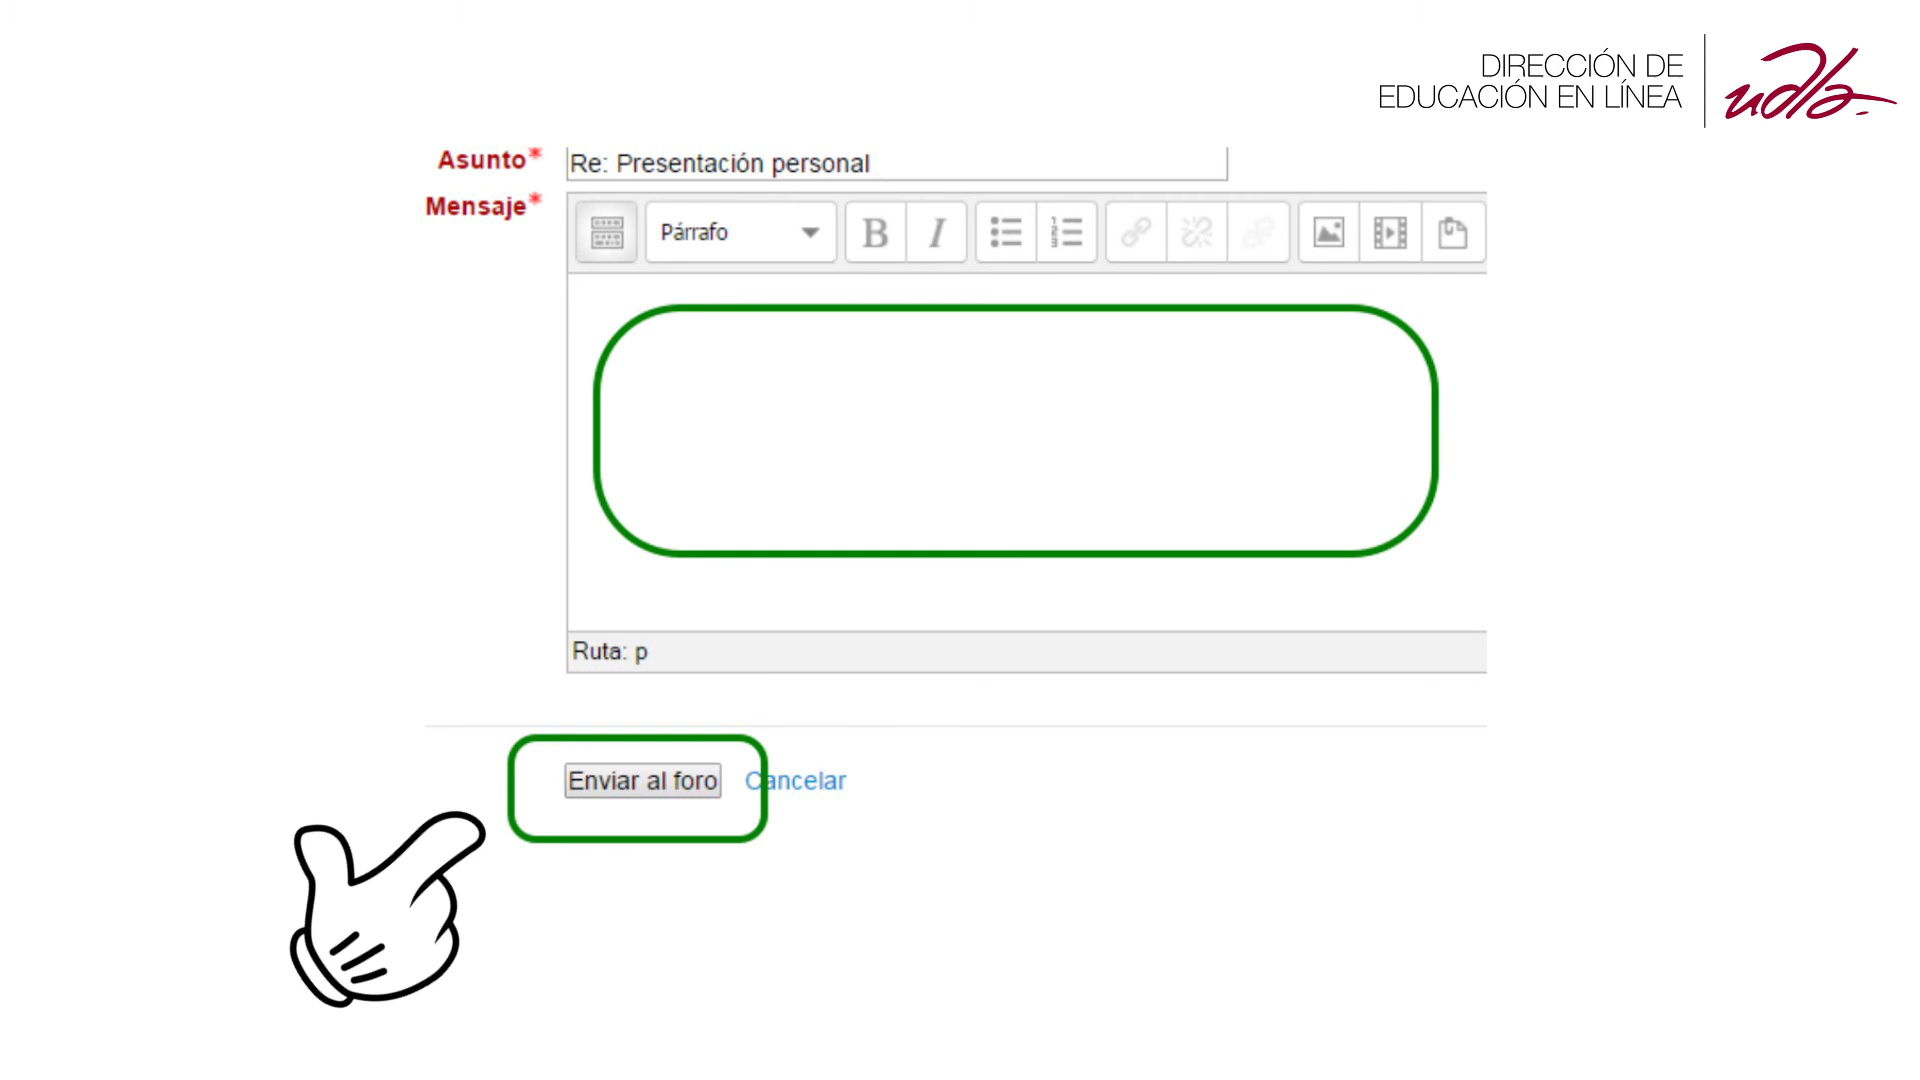 DIRECCIÓN DE
EDUCACIÓN EN LÍNEA
udla.
Asunto*
Re: Presentación personal
Mensaje*
Párrafo
B I
Ruta: p
Enviar al foro Cancelar